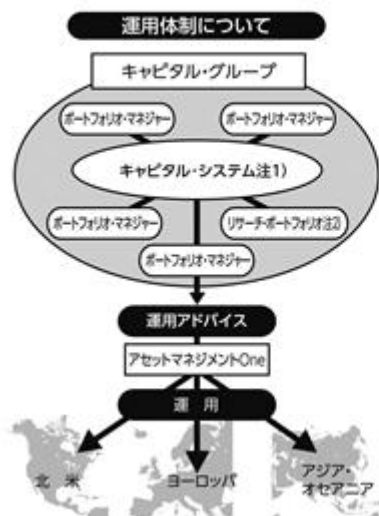 運用体制について
キャピタル・グループ
ポートフォリオ・マネジャー
ポートフォリオ・マネジャー
キャピタル・システム注1)
ポートフォリオ・マネジャー
リサーチ・ポートフォリオ注2)
ポートフォリオ・マネジャー
運用アドバイス
アセットマネジメントOne
運用
北米
ヨーロッパ
アジア・
オセアニア